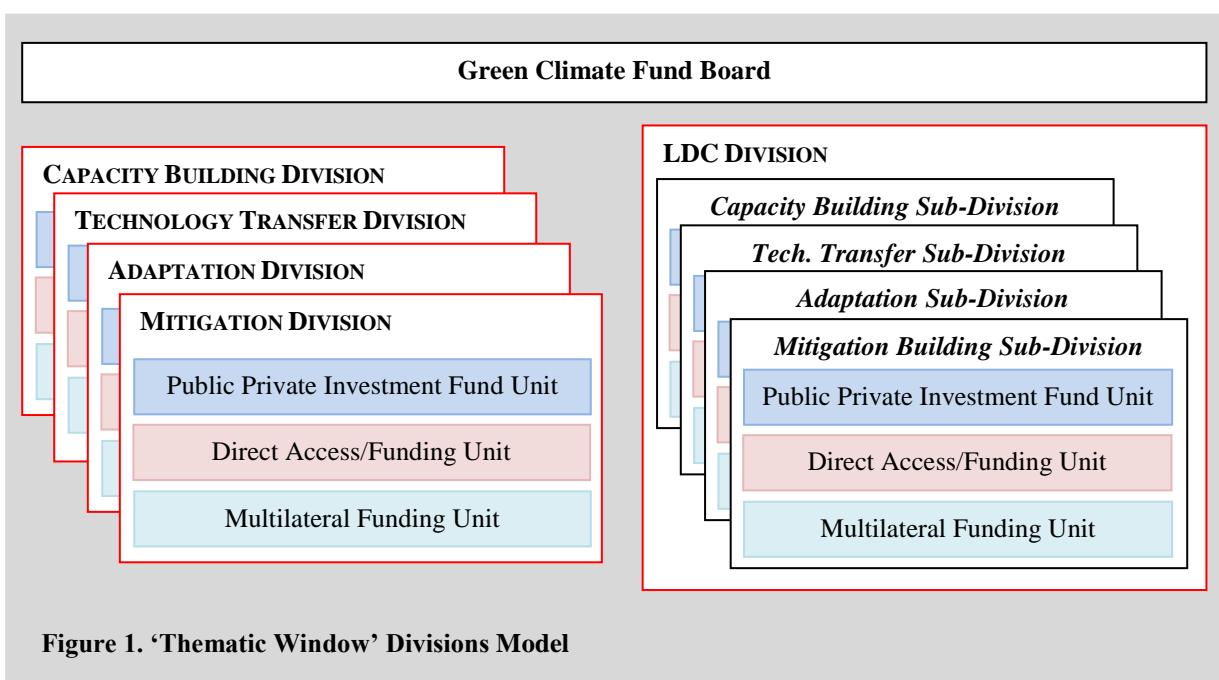 Green Climate Fund Board
CAPACITY BUILDING DIVISION
TECHNOLOGY TRANSFER DIVISION
ADAPTATION DIVISION
MITIGATION DIVISION
Public Private Investment Fund Unit
Direct Access/Funding Unit
Multilateral Funding Unit
LDC DIVISION
Capacity Building Sub-Division
Tech. Transfer Sub-Division
Adaptation Sub-Division
Mitigation Building Sub-Division
Public Private Investment Fund Unit
Direct Access/Funding Unit
Multilateral Funding Unit
Figure 1. ‘Thematic Window’ Divisions Model